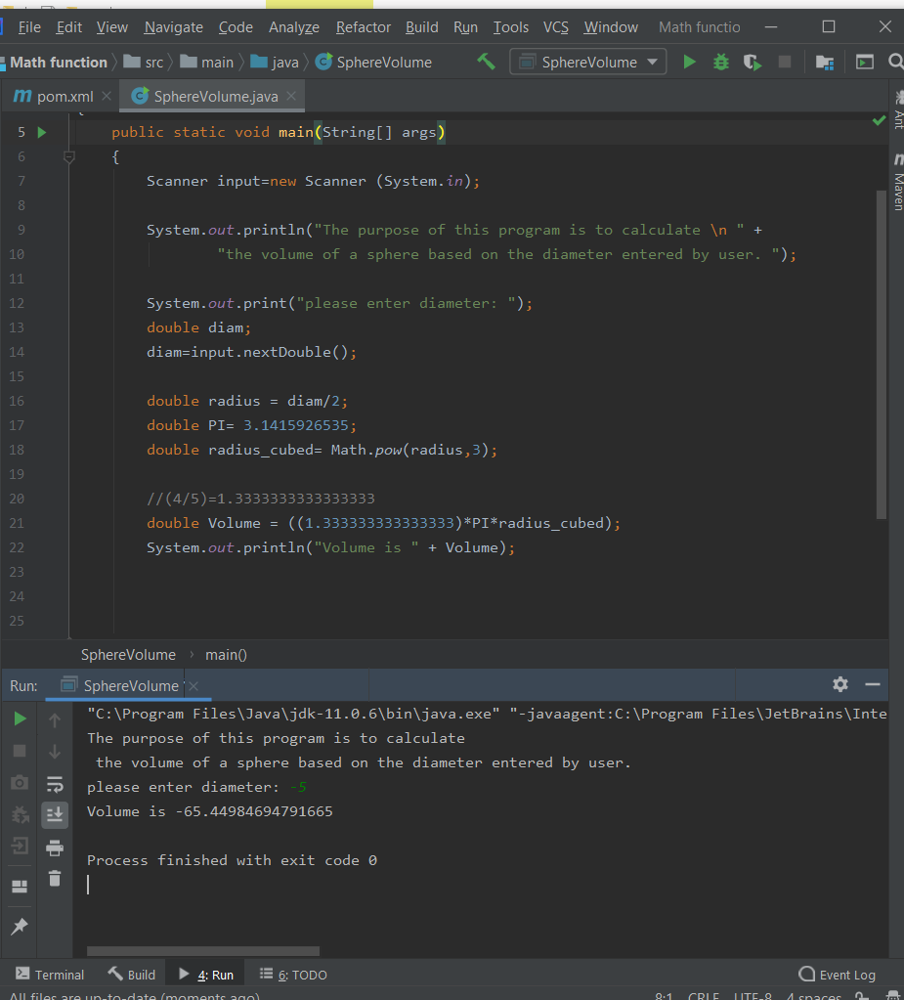 File Edit View Navigate Code Analyze Refactor Build Run Tools VCS Window Math functio
Math function src main java SphereVolume SphereVolume
pom.xml SphereVolume.java
5 public static void main(String[] args)
6 {
7 Scanner input=new Scanner (System.in);
8
9 System.out.println("The purpose of this program is to calculate \n " +
10 "the volume of a sphere based on the diameter entered by user. ");
11
12 System.out.print("please enter diameter: ");
13 double diam;
14 diam=input.nextDouble();
15
16 double radius = diam/2;
17 double PI= 3.1415926535;
18 double radius_cubed= Math.pow(radius,3);
19
20 //(4/5)=1.3333333333333333
21 double Volume = ((1.333333333333333)*PI*radius_cubed);
22 System.out.println("Volume is " + Volume);
23
24
25
Ant
Maven
SphereVolume › main()
Run: SphereVolume
"C:\Program Files\Java\jdk-11.0.6\bin\java.exe" "-javaagent:C:\Program Files\JetBrains\Inte
The purpose of this program is to calculate
the volume of a sphere based on the diameter entered by user.
please enter diameter: -5
Volume is -65.44984694791665
Process finished with exit code 0
Terminal Build 4: Run 6: TODO Event Log
All files are up-to-date (moments ago) 8:1 CRLF UTF-8 4 spaces